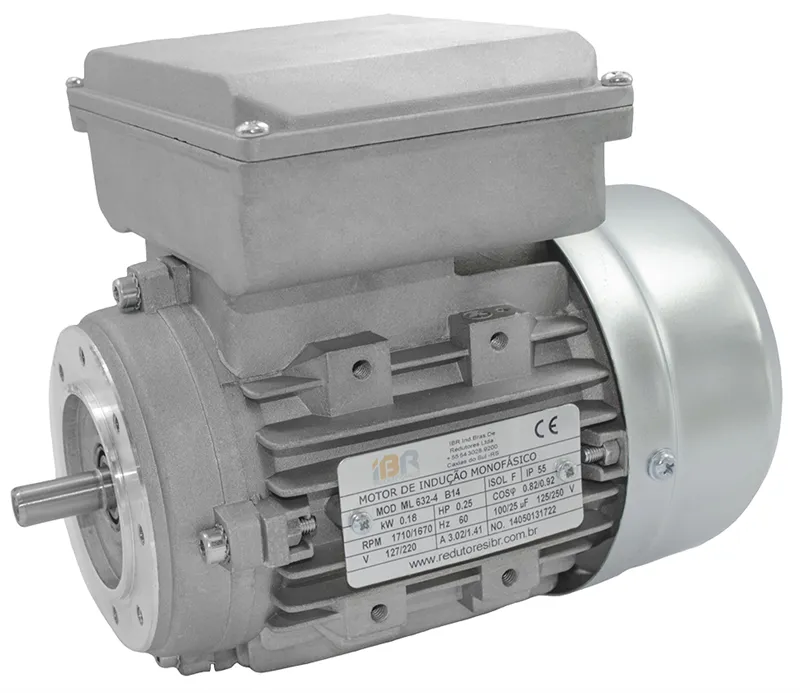 IBR
IBR Ind.Bras.De
Redutores Ltda
+55.54.3028.9200
Caxias do Sul -RS
CE
MOTOR DE INDUÇÃO MONOFÁSICO
MOD ML 632-4 B14 ISOL F IP 55
kW 0.18 HP 0.25 COSφ 0.82/0.92
RPM 1710/1670 Hz 60 100/25 uF 125/250 V
V 127/220 A 3.02/1.41 NO. 14050131722
www.redutoresibr.com.br